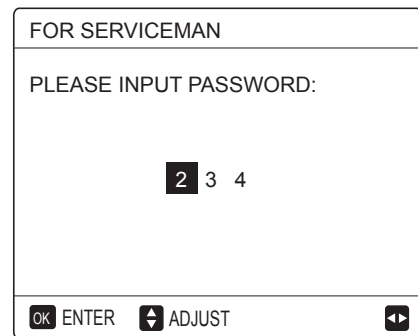 FOR SERVICEMAN
PLEASE INPUT PASSWORD:
2 3 4
OK ENTER ADJUST